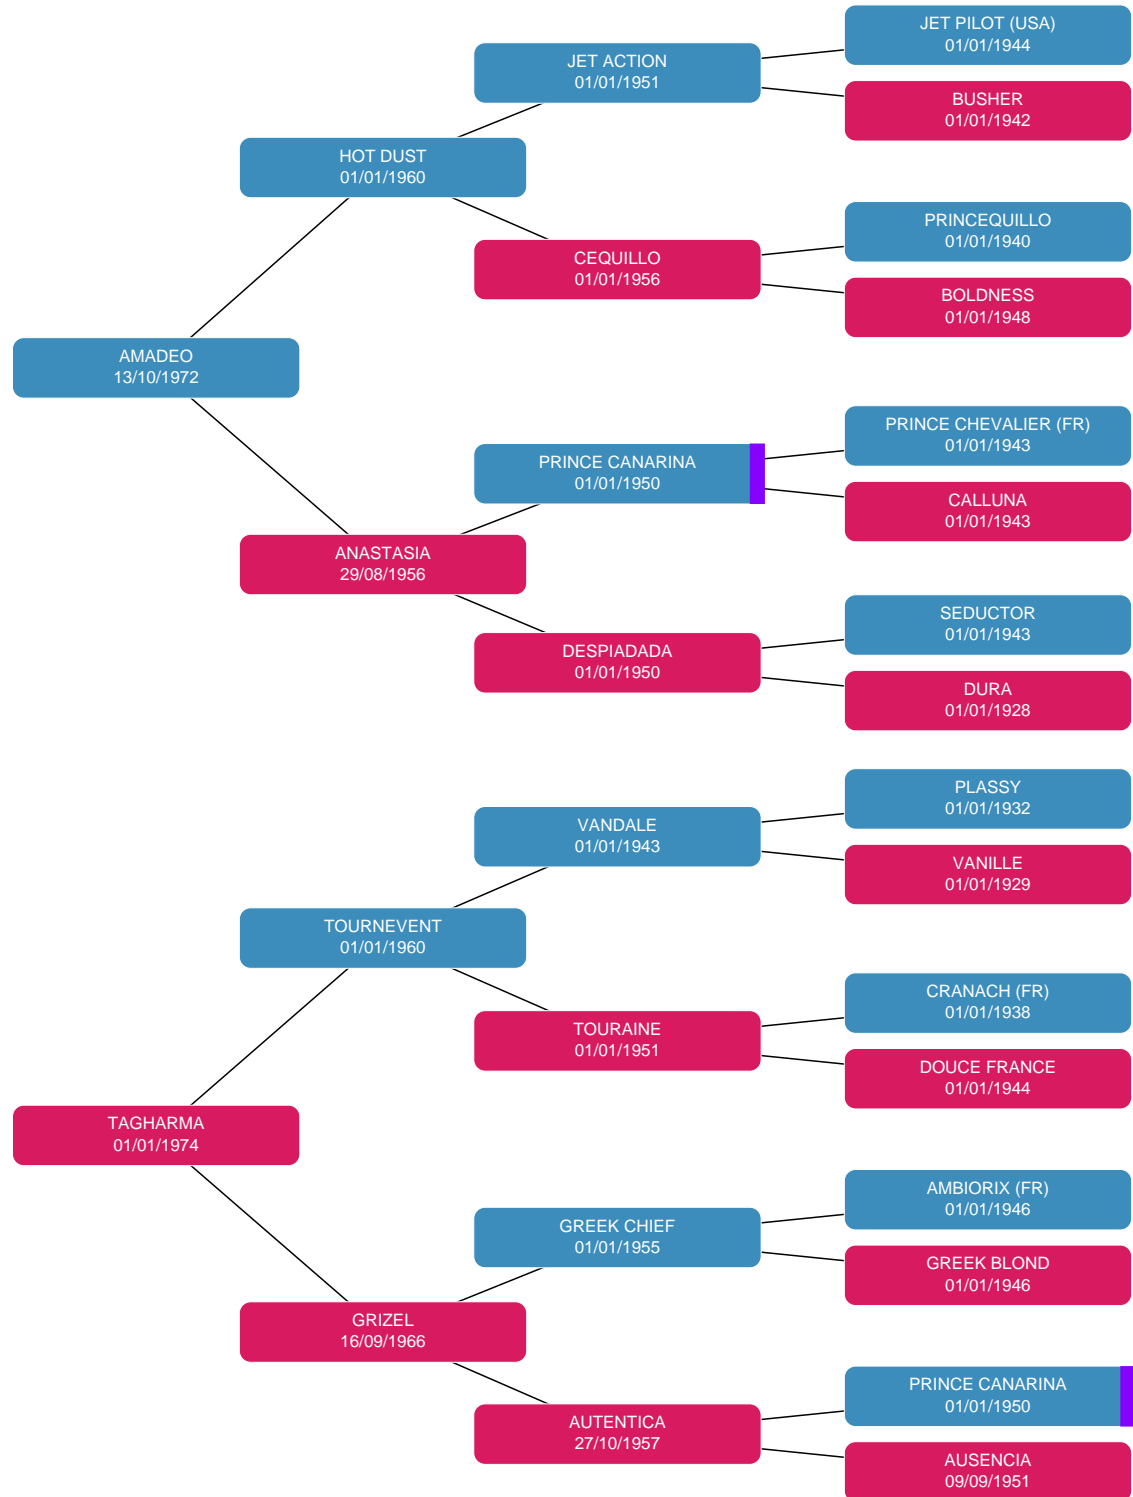 JET PILOT (USA)
01/01/1944
JET ACTION
01/01/1951
BUSHER
01/01/1942
HOT DUST
01/01/1960
PRINCEQUILLO
01/01/1940
CEQUILLO
01/01/1956
BOLDNESS
01/01/1948
AMADEO
13/10/1972
PRINCE CHEVALIER (FR)
01/01/1943
PRINCE CANARINA
01/01/1950
CALLUNA
01/01/1943
ANASTASIA
29/08/1956
SEDUCTOR
01/01/1943
DESPIADADA
01/01/1950
DURA
01/01/1928
PLASSY
01/01/1932
VANDALE
01/01/1943
VANILLE
01/01/1929
TOURNEVENT
01/01/1960
CRANACH (FR)
01/01/1938
TOURAINE
01/01/1951
DOUCE FRANCE
01/01/1944
TAGHARMA
01/01/1974
AMBIORIX (FR)
01/01/1946
GREEK CHIEF
01/01/1955
GREEK BLOND
01/01/1946
GRIZEL
16/09/1966
PRINCE CANARINA
01/01/1950
AUTENTICA
27/10/1957
AUSENCIA
09/09/1951